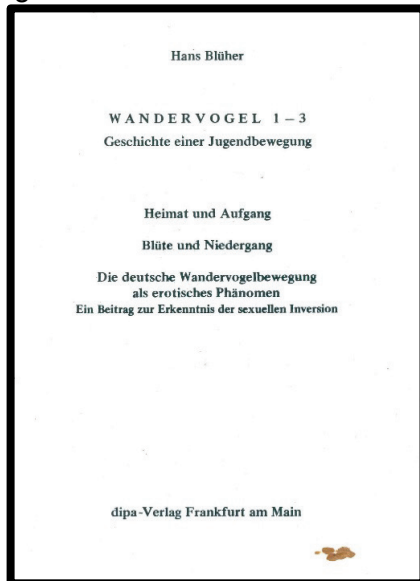 Hans Blüher
WANDERVOGEL 1 – 3
Geschichte einer Jugendbewegung
Heimat und Aufgang
Blüte und Niedergang
Die deutsche Wandervogelbewegung
als erotisches Phänomen
Ein Beitrag zur Erkenntnis der sexuellen Inversion
dipa-Verlag Frankfurt am Main